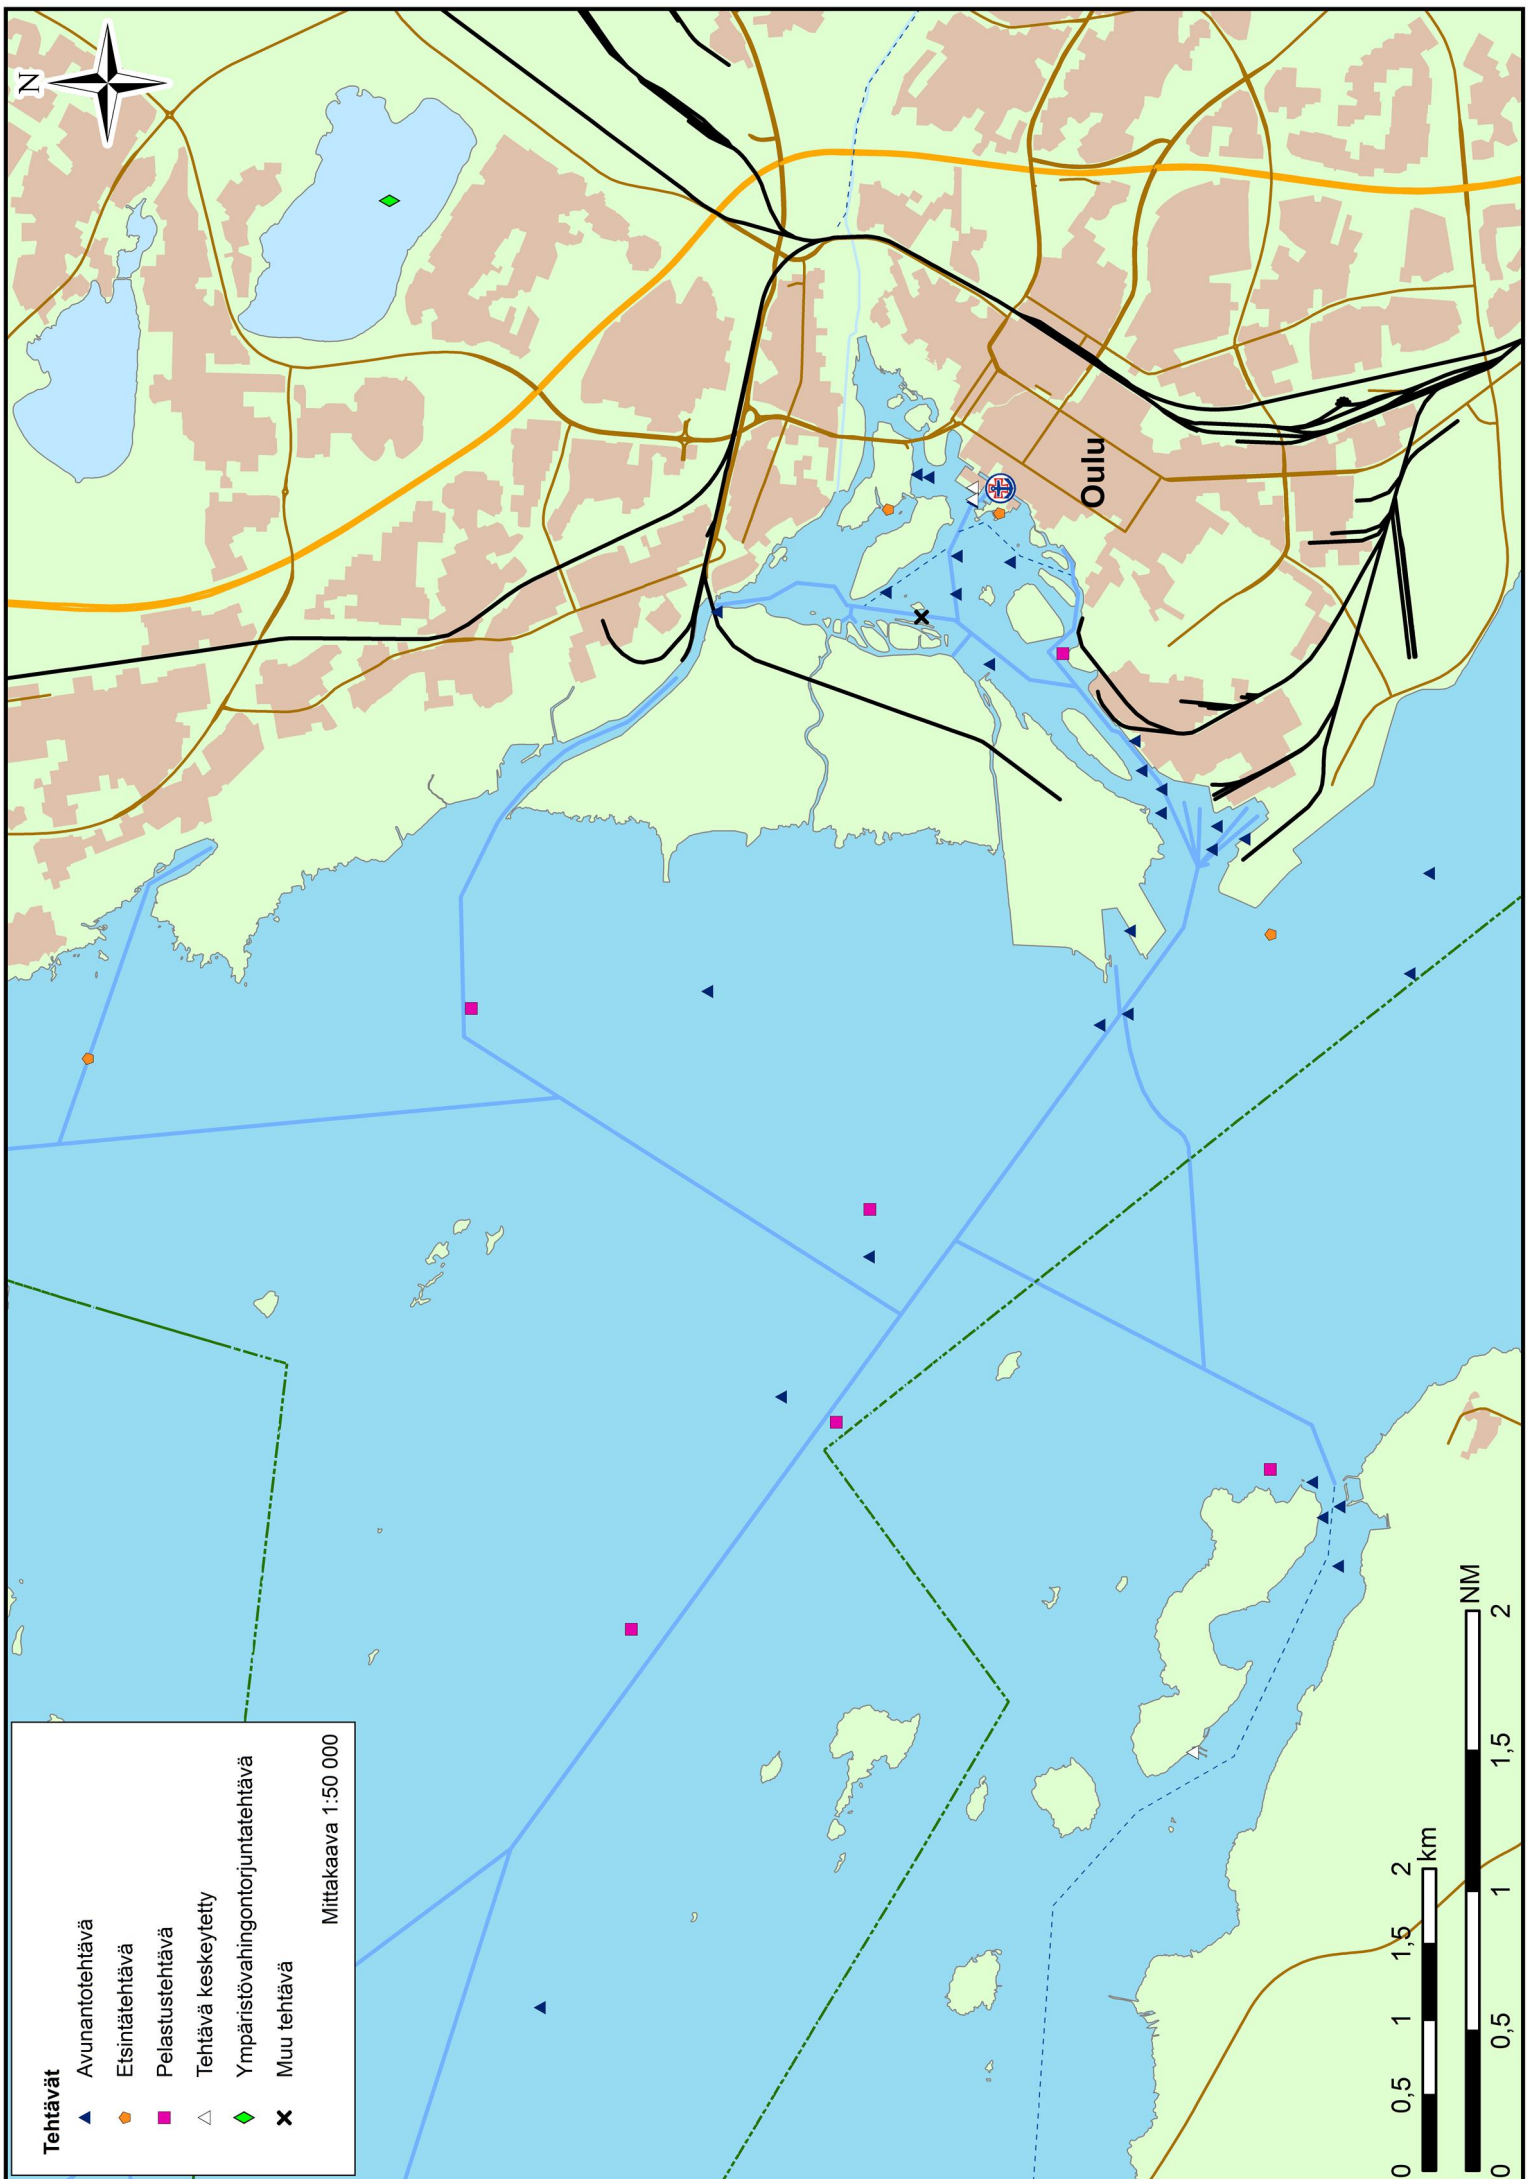 N
Oulu
Tehtävät
Avunantotehtävä
Etsintätehtävä
Pelastustehtävä
Tehtävä keskeytetty
Ympäristövahingontorjuntatehtävä
Muu tehtävä
Mittakaava 1:50 000
0 0,5 1 1,5 2
km
NM
0 0,5 1 1,5 2